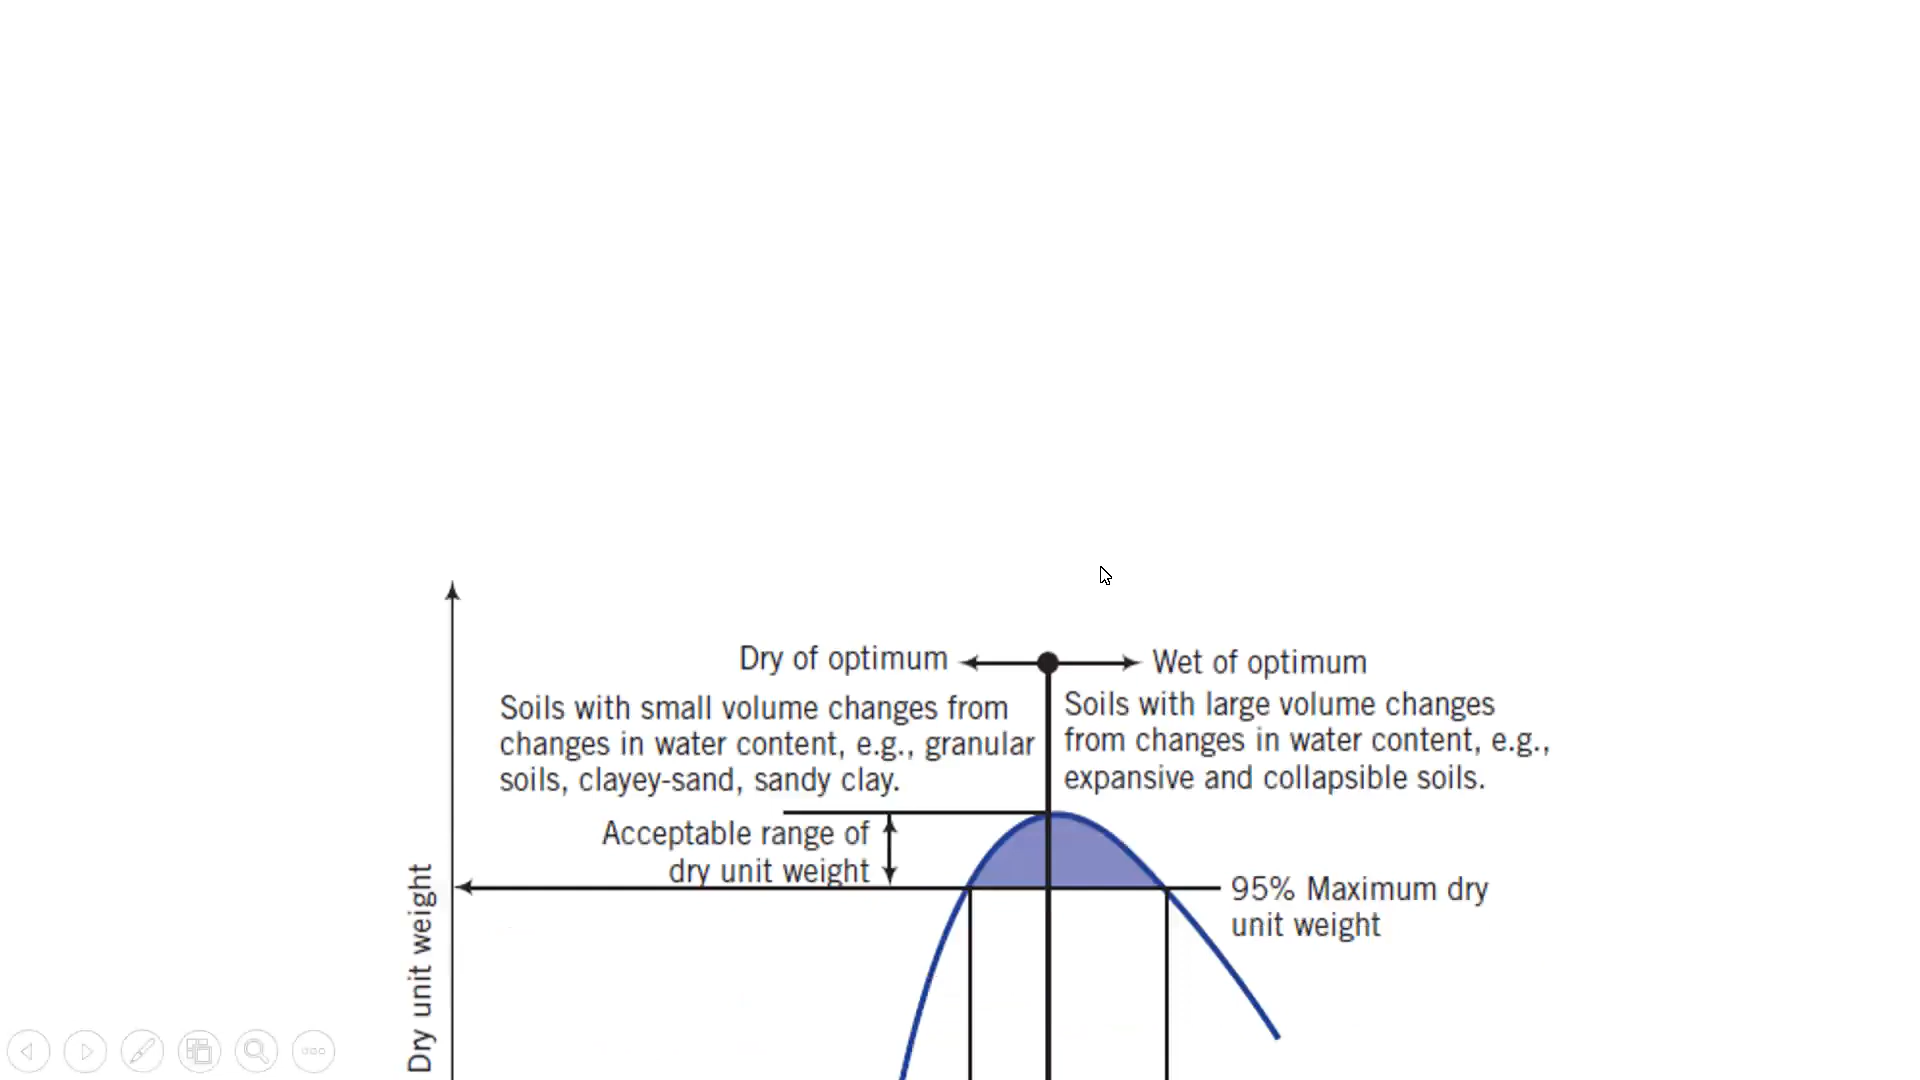 Dry of optimum
Wet of optimum
Soils with small volume changes from
changes in water content, e.g., granular
soils, clayey-sand, sandy clay.
Soils with large volume changes
from changes in water content, e.g.,
expansive and collapsible soils.
Acceptable range of
dry unit weight
95% Maximum dry
unit weight
Dry unit weight